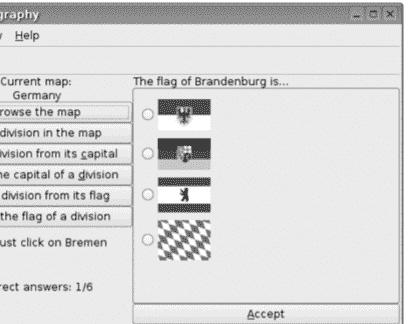 ography
Help
Current map:
Germany
rowse the map
division in the map
ivision from its capital
he capital of a division
division from its flag
the flag of a division
ust click on Bremen
rect answers: 1/6
The flag of Brandenburg is...
Accept